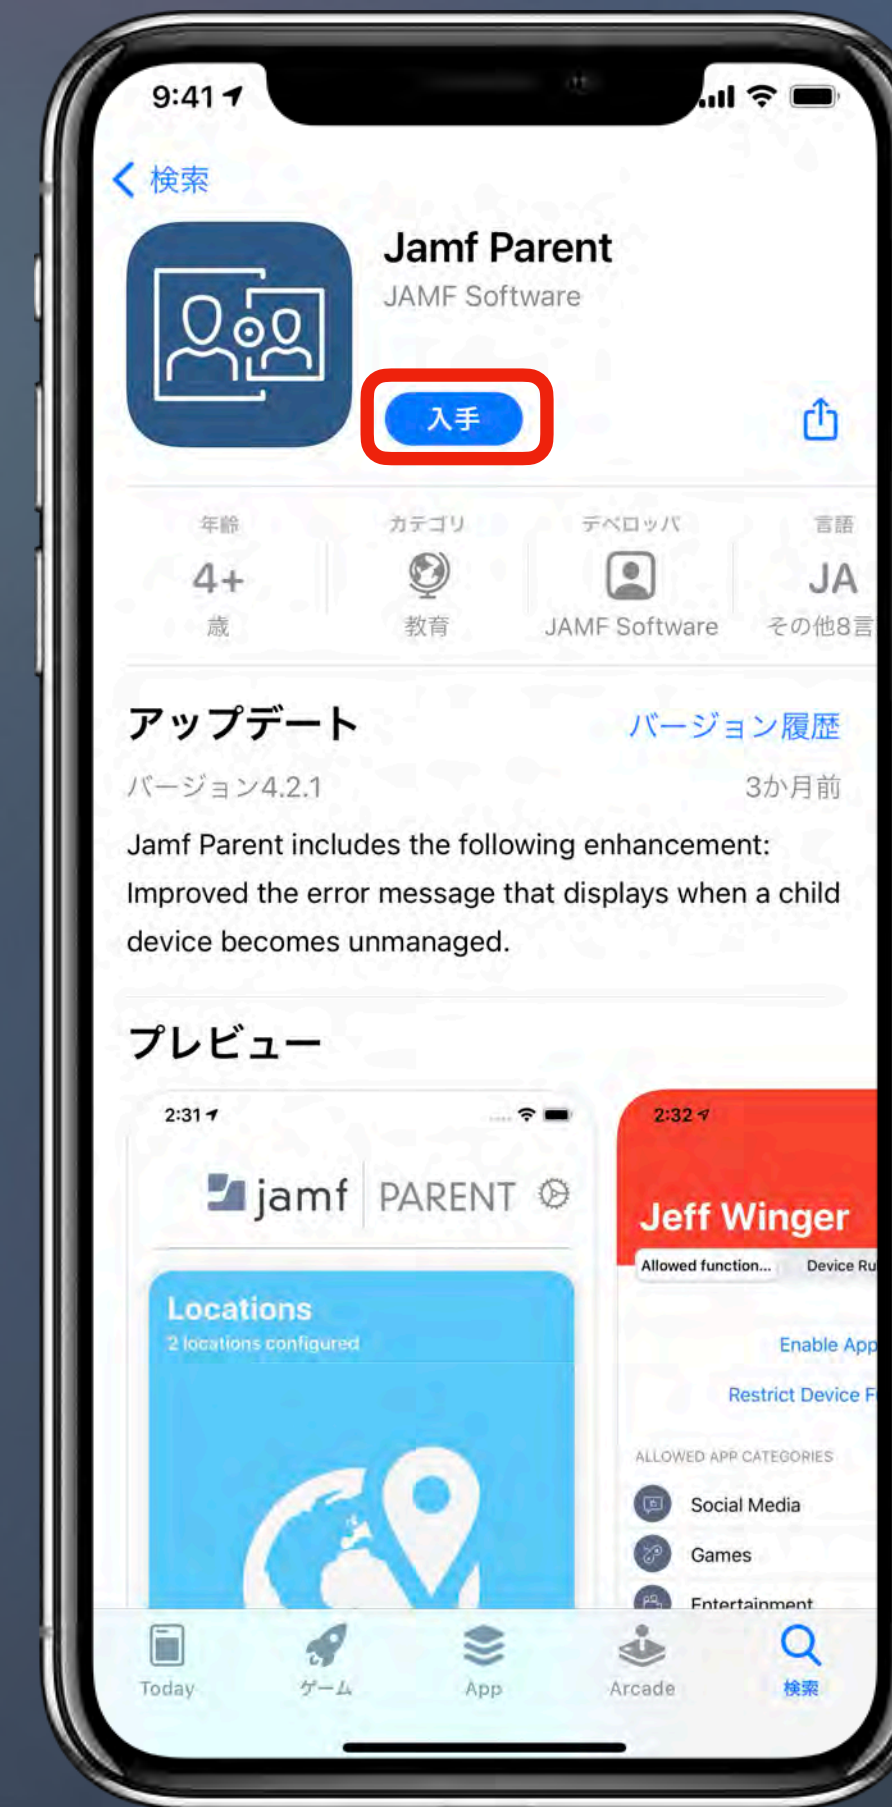 9:41
検索
Jamf Parent
JAMF Software
入手
年齢
カテゴリ
デベロッパ
言語
4+
JA
歳
教育
JAMF Software
その他8言
アップデート
バージョン履歴
バージョン4.2.1
3か月前
Jamf Parent includes the following enhancement:
Improved the error message that displays when a child
device becomes unmanaged.
プレビュー
2:31
jamf PARENT
Locations
2 locations configured
2:32
Jeff Winger
Allowed function...
Device Ru
Enable App
Restrict Device F
ALLOWED APP CATEGORIES
Social Media
Games
Entertainment
Today
ゲーム
App
Arcade
検索